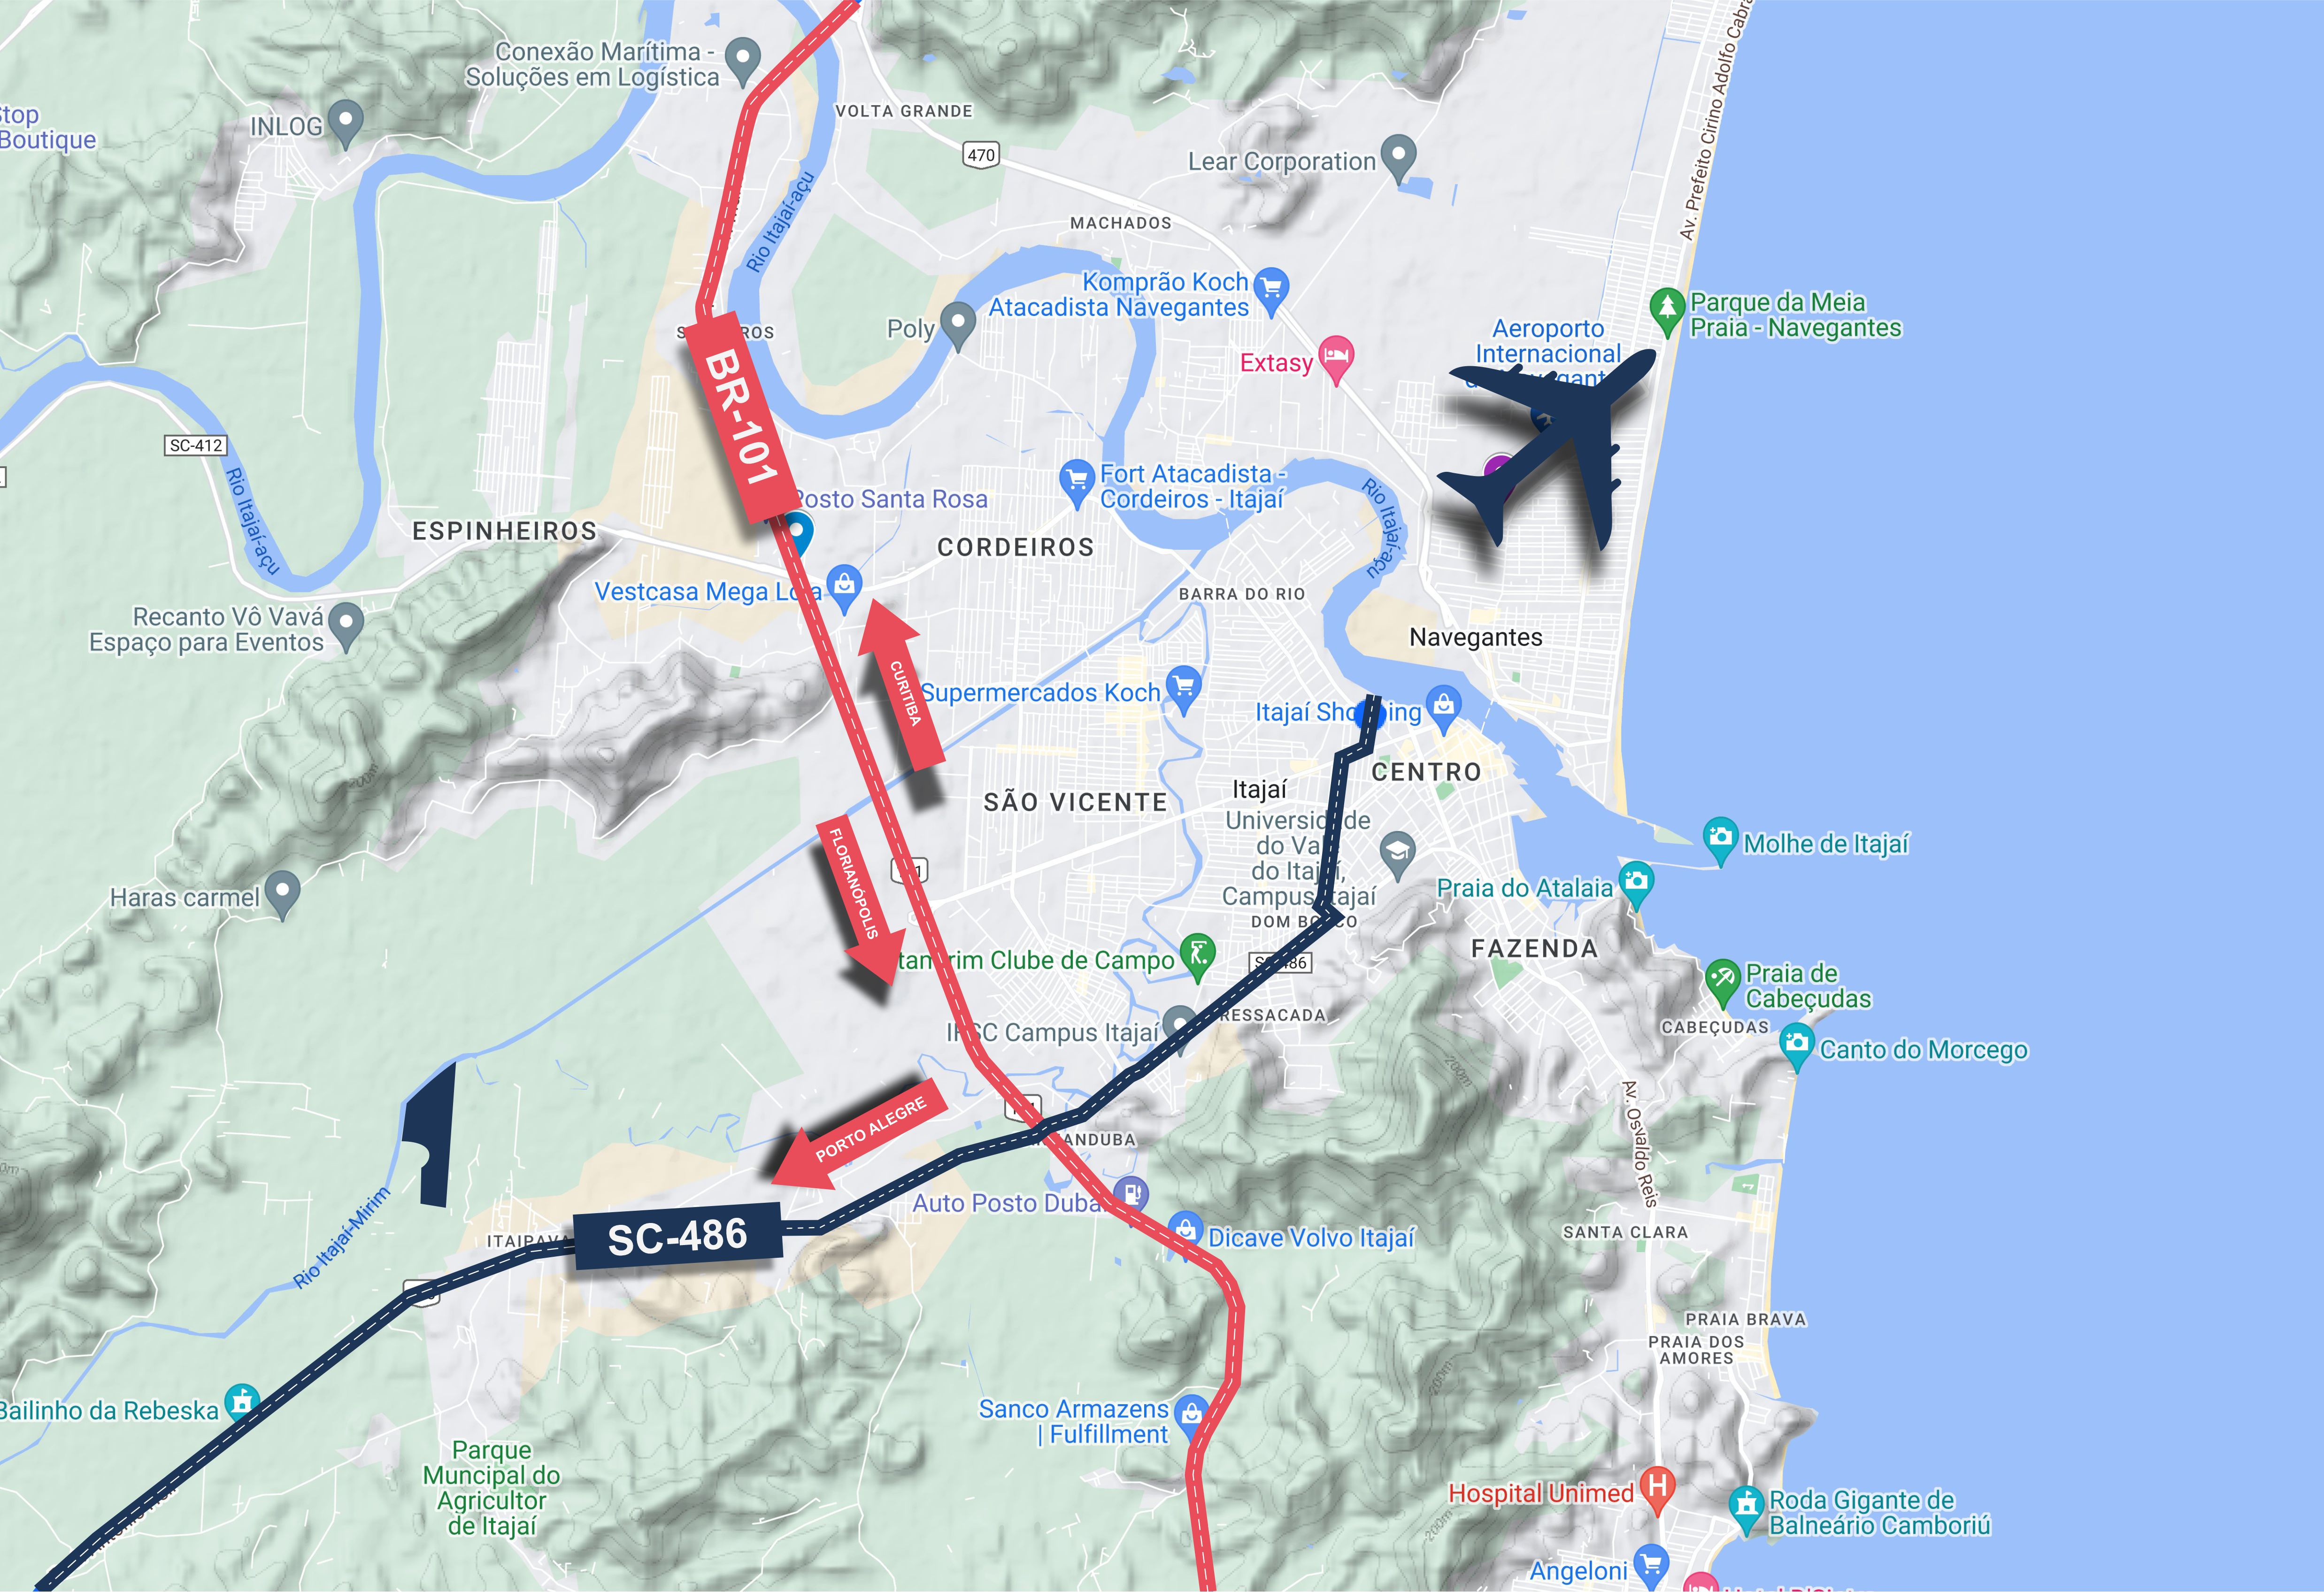 Conexão Marítima -
Soluções em Logística
INLOG
Stop
Boutique
VOLTA GRANDE
470
Lear Corporation
Av. Prefeito Cirino Adolfo Cabral
Rio Itajaí-açu
MACHADOS
Komprão Koch
Atacadista Navegantes
Parque da Meia
Praia - Navegantes
Poly
Aeroporto
Internacional
Extasy
BR-101
SC-412
Rio Itajaí-açu
Posto Santa Rosa
Fort Atacadista -
Cordeiros - Itajaí
Rio Itajaí-açu
ESPINHEIROS
CORDEIROS
Vestcasa Mega Loja
BARRA DO RIO
Recanto Vô Vavá
Espaço para Eventos
Navegantes
CURITIBA
Supermercados Koch
Itajaí Shopping
CENTRO
200m
SÃO VICENTE
Itajaí
Universidade
do Vale
do Itajaí,
Campus Itajaí
FLORIANÓPOLIS
Molhe de Itajaí
Praia do Atalaia
Haras carmel
DOM BOSCO
FAZENDA
Itamirim Clube de Campo
SC-486
Praia de
Cabeçudas
RESSACADA
CABEÇUDAS
IFSC Campus Itajaí
Canto do Morcego
200m
PORTO ALEGRE
Av. Osvaldo Reis
ANDUBA
Auto Posto Dubai
Rio Itajaí-Mirim
SC-486
ITAIPAVA
Dicave Volvo Itajaí
SANTA CLARA
PRAIA BRAVA
PRAIA DOS
AMORES
200m
Bailinho da Rebeska
Sanco Armazens
| Fulfillment
Parque
Muncipal do
Agricultor
de Itajaí
Hospital Unimed
200m
Roda Gigante de
Balneário Camboriú
Angeloni